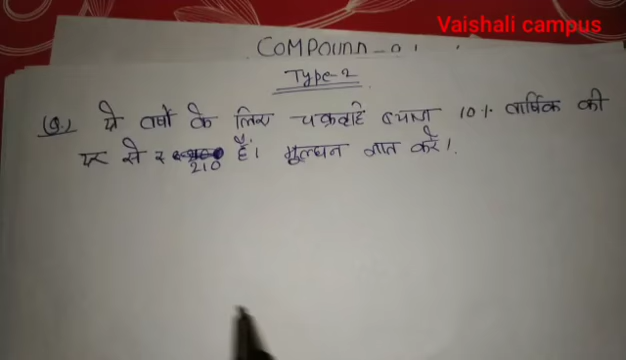 Vaishali campus
COMPOUND
Type-2
Q.) दो वर्षो के लिए चक्रवृद्धि ब्याज 10% वार्षिक की
दर से ₹ 210 है। मूलधन ज्ञात करें।